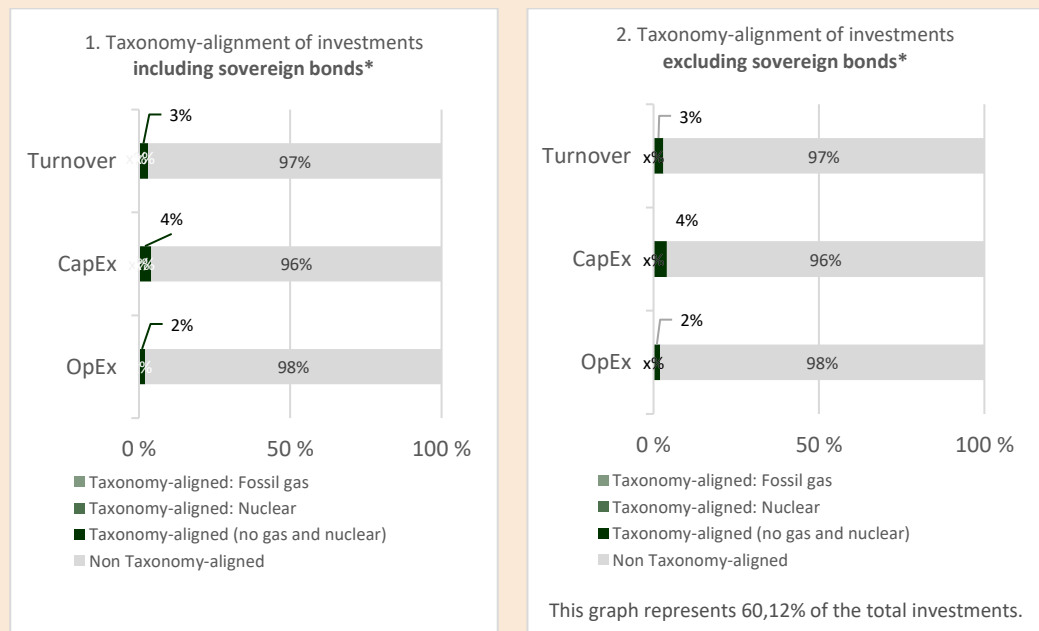 1. Taxonomy-alignment of investments
including sovereign bonds*
3%
Turnover
97%
4%
CapEx
96%
2%
OpEx
98%
0 % 50 % 100 %
Taxonomy-aligned: Fossil gas
Taxonomy-aligned: Nuclear
Taxonomy-aligned (no gas and nuclear)
Non Taxonomy-aligned
2. Taxonomy-alignment of investments
excluding sovereign bonds*
3%
Turnover x% 97%
4%
CapEx x% 96%
2%
OpEx x% 98%
0 % 50 % 100 %
Taxonomy-aligned: Fossil gas
Taxonomy-aligned: Nuclear
Taxonomy-aligned (no gas and nuclear)
Non Taxonomy-aligned
This graph represents 60,12% of the total investments.